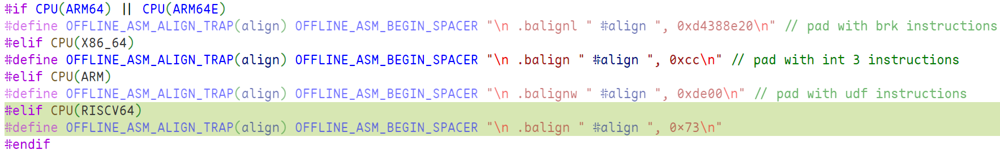 #if CPU(ARM64) || CPU(ARM64E)
#define OFFLINE_ASM_ALIGN_TRAP(align) OFFLINE_ASM_BEGIN_SPACER "\n .balignl " #align ", 0xd4388e20\n" // pad with brk instructions
#elif CPU(X86_64)
#define OFFLINE_ASM_ALIGN_TRAP(align) OFFLINE_ASM_BEGIN_SPACER "\n .balign " #align ", 0xcc\n" // pad with int 3 instructions
#elif CPU(ARM)
#define OFFLINE_ASM_ALIGN_TRAP(align) OFFLINE_ASM_BEGIN_SPACER "\n .balignw " #align ", 0xde00\n" // pad with udf instructions
#elif CPU(RISCV64)
#define OFFLINE_ASM_ALIGN_TRAP(align) OFFLINE_ASM_BEGIN_SPACER "\n .balign " #align ", 0x73\n"
#endif